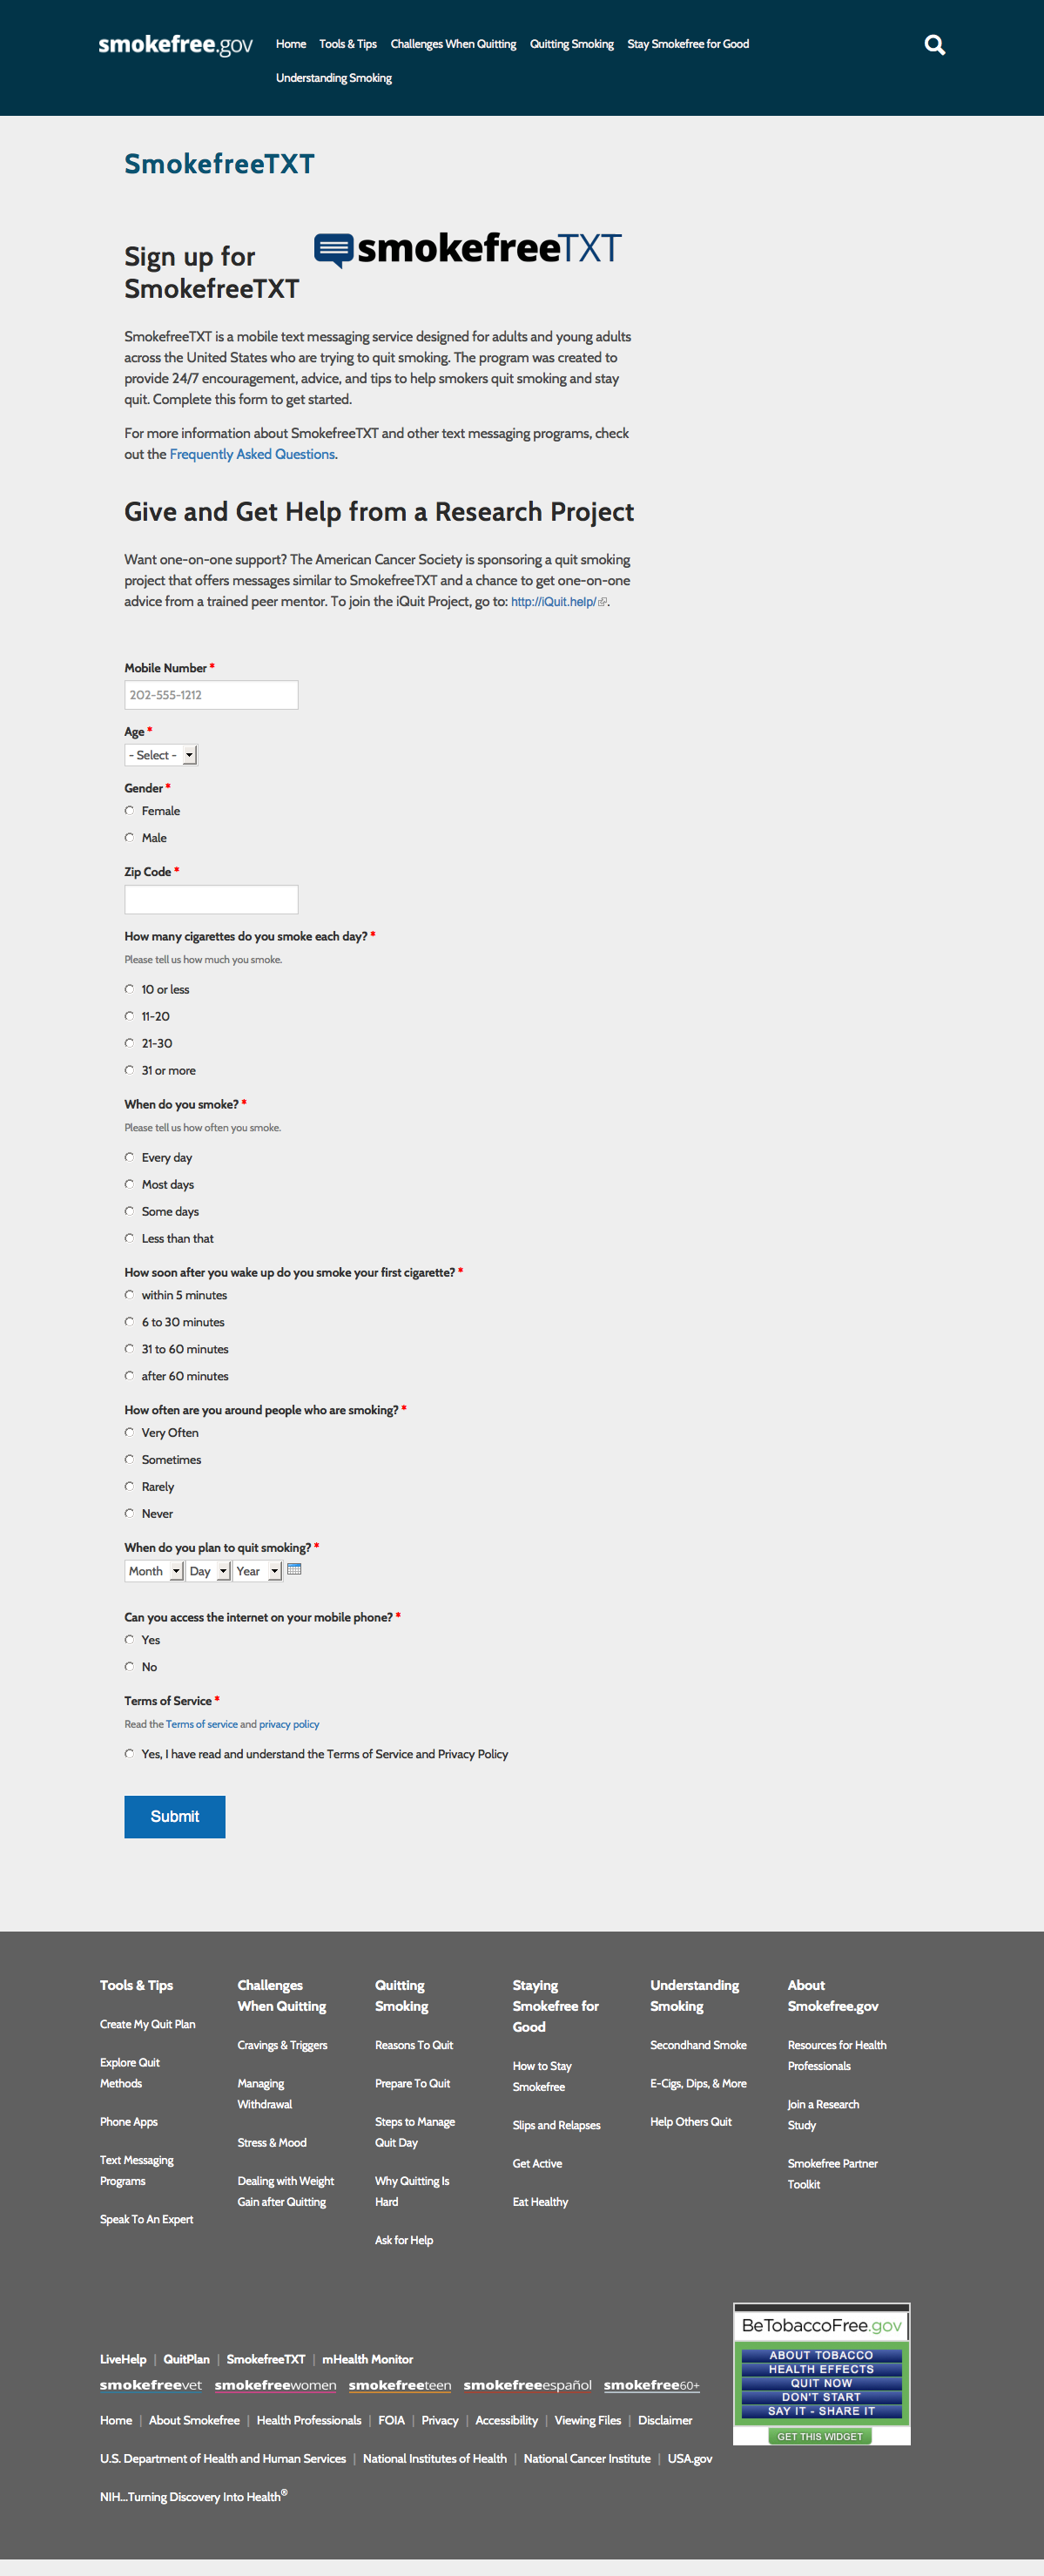 smokefree.gov
Home Tools & Tips Challenges When Quitting Quitting Smoking Stay Smokefree for Good
Understanding Smoking
SmokefreeTXT
smokefreeTXT
Sign up for
SmokefreeTXT
SmokefreeTXT is a mobile text messaging service designed for adults and young adults
across the United States who are trying to quit smoking. The program was created to
provide 24/7 encouragement, advice, and tips to help smokers quit smoking and stay
quit. Complete this form to get started.
For more information about SmokefreeTXT and other text messaging programs, check
out the Frequently Asked Questions.
Give and Get Help from a Research Project
Want one-on-one support? The American Cancer Society is sponsoring a quit smoking
project that offers messages similar to SmokefreeTXT and a chance to get one-on-one
advice from a trained peer mentor. To join the iQuit Project, go to: http://iQuit.help/.
Mobile Number *
202-555-1212
Age *
- Select -
Gender *
Female
Male
Zip Code *
How many cigarettes do you smoke each day? *
Please tell us how much you smoke.
10 or less
11-20
21-30
31 or more
When do you smoke? *
Please tell us how often you smoke.
Every day
Most days
Some days
Less than that
How soon after you wake up do you smoke your first cigarette? *
within 5 minutes
6 to 30 minutes
31 to 60 minutes
after 60 minutes
How often are you around people who are smoking? *
Very Often
Sometimes
Rarely
Never
When do you plan to quit smoking? *
Month Day Year
Can you access the internet on your mobile phone? *
Yes
No
Terms of Service *
Read the Terms of service and privacy policy
Yes, I have read and understand the Terms of Service and Privacy Policy
Submit
Tools & Tips
Create My Quit Plan
Explore Quit
Methods
Phone Apps
Text Messaging
Programs
Speak To An Expert
Challenges
When Quitting
Cravings & Triggers
Managing
Withdrawal
Stress & Mood
Dealing with Weight
Gain after Quitting
Quitting
Smoking
Reasons To Quit
Prepare To Quit
Steps to Manage
Quit Day
Why Quitting Is
Hard
Ask for Help
Staying
Smokefree for
Good
How to Stay
Smokefree
Slips and Relapses
Get Active
Eat Healthy
Understanding
Smoking
Secondhand Smoke
E-Cigs, Dips, & More
Help Others Quit
About
Smokefree.gov
Resources for Health
Professionals
Join a Research
Study
Smokefree Partner
Toolkit
BeTobaccoFree.gov
ABOUT TOBACCO
HEALTH EFFECTS
QUIT NOW
DON'T START
SAY IT - SHARE IT
GET THIS WIDGET
LiveHelp | QuitPlan | SmokefreeTXT | mHealth Monitor
smokefreevet smokefreewomen smokefreeteen smokefreeespañol smokefree60+
Home | About Smokefree | Health Professionals | FOIA | Privacy | Accessibility | Viewing Files | Disclaimer
U.S. Department of Health and Human Services | National Institutes of Health | National Cancer Institute | USA.gov
NIH...Turning Discovery Into Health®